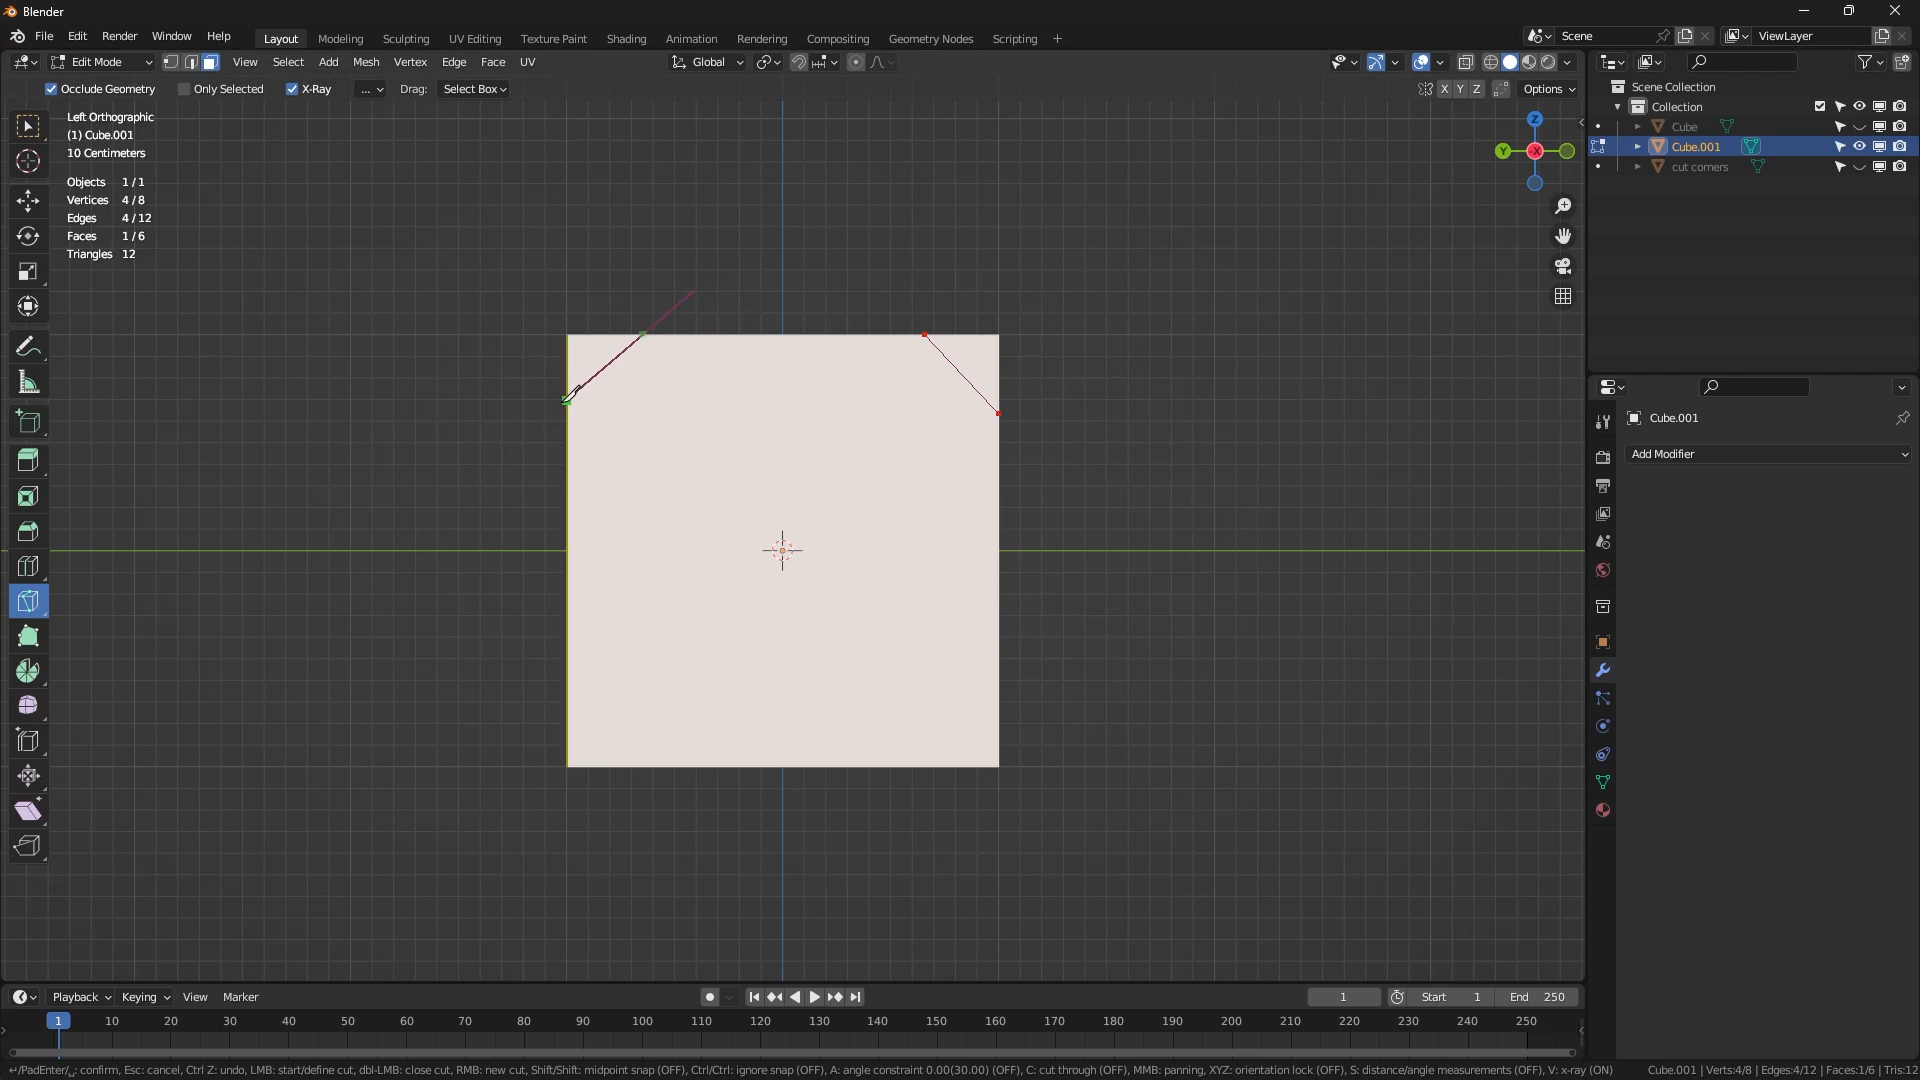 Blender
File Edit Render Window Help
Layout Modeling Sculpting UV Editing Texture Paint Shading Animation Rendering Compositing Geometry Nodes Scripting +
Scene
ViewLayer
Edit Mode View Select Add Mesh Vertex Edge Face UV
Global
Occlude Geometry Only Selected X-Ray ... Drag: Select Box
X Y Z Options
Left Orthographic
(1) Cube.001
10 Centimeters
Objects 1/1
Vertices 4/8
Edges 4/12
Faces 1/6
Triangles 12
Z
Y
-X
Scene Collection
Collection
Cube
Cube.001
cut corners
Cube.001
Add Modifier
Playback Keying View Marker
1 Start 1 End 250
1 10 20 30 40 50 60 70 80 90 100 110 120 130 140 150 160 170 180 190 200 210 220 230 240 250
↵/PadEnter/␣: confirm, Esc: cancel, Ctrl Z: undo, LMB: start/define cut, dbl-LMB: close cut, RMB: new cut, Shift/Shift: midpoint snap (OFF), Ctrl/Ctrl: ignore snap (OFF), A: angle constraint 0.00(30.00) (OFF), C: cut through (OFF), MMB: panning, XYZ: orientation lock (OFF), S: distance/angle measurements (OFF), V: x-ray (ON)
Cube.001 | Verts:4/8 | Edges:4/12 | Faces:1/6 | Tris:12